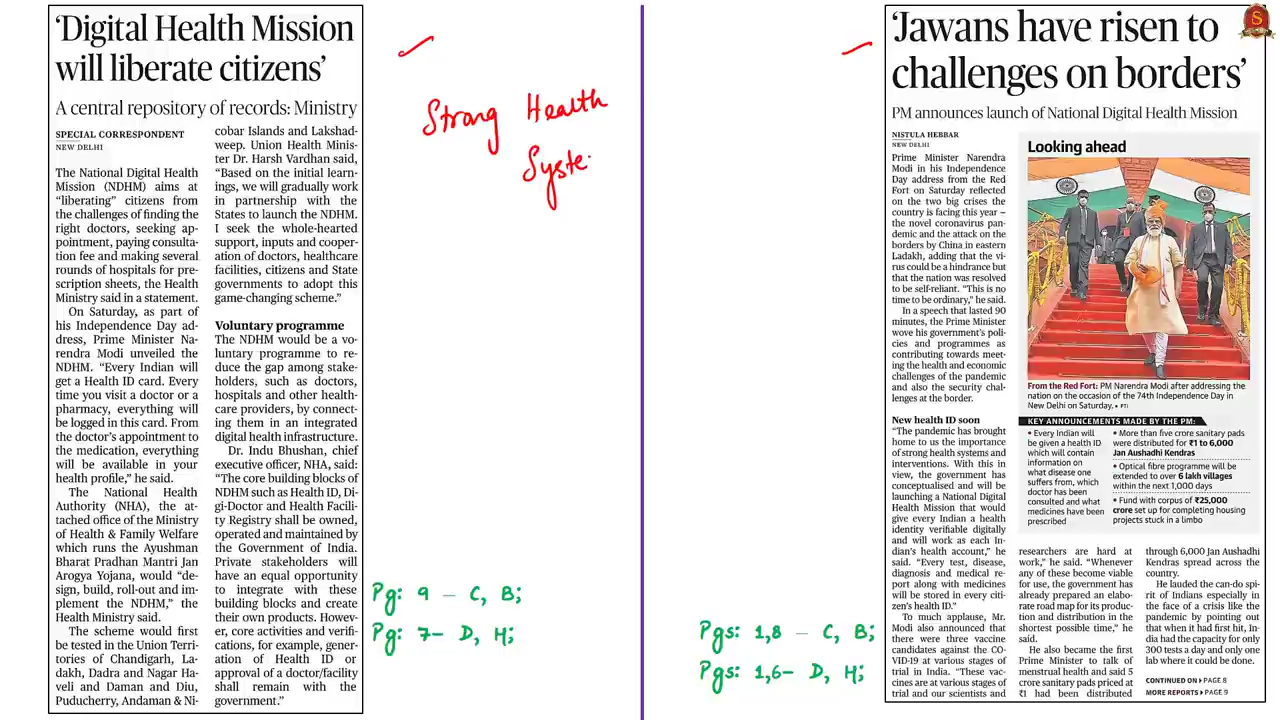 'Digital Health Mission
will liberate citizens'
A central repository of records: Ministry
SPECIAL CORRESPONDENT
NEW DELHI
The National Digital Health
Mission (NDHM) aims at
"liberating" citizens from
the challenges of finding the
right doctors, seeking ap-
pointment, paying consulta-
tion fee and making several
rounds of hospitals for pre-
scription sheets, the Health
Ministry said in a statement.
On Saturday, as part of
his Independence Day ad-
dress, Prime Minister Na-
rendra Modi unveiled the
NDHM. "Every Indian will
get a Health ID card. Every
time you visit a doctor or a
pharmacy, everything will
be logged in this card. From
the doctor's appointment to
the medication, everything
will be available in your
health profile," he said.
The National Health
Authority (NHA), the at-
tached office of the Ministry
of Health & Family Welfare
which runs the Ayushman
Bharat Pradhan Mantri Jan
Arogya Yojana, would "de-
sign, build, roll-out and im-
plement the NDHM," the
Health Ministry said.
The scheme would first
be tested in the Union Terri-
tories of Chandigarh, La-
dakh, Dadra and Nagar Ha-
veli and Daman and Diu,
Puducherry, Andaman & Ni-
cobar Islands and Lakshad-
weep. Union Health Minis-
ter Dr. Harsh Vardhan said,
"Based on the initial learn-
ings, we will gradually work
in partnership with the
States to launch the NDHM.
I seek the whole-hearted
support, inputs and cooper-
ation of doctors, healthcare
facilities, citizens and State
governments to adopt this
game-changing scheme."
Voluntary programme
The NDHM would be a vo-
luntary programme to re-
duce the gap among stake-
holders, such as doctors,
hospitals and other health-
care providers, by connect-
ing them in an integrated
digital health infrastructure.
Dr. Indu Bhushan, chief
executive officer, NHA, said:
"The core building blocks of
NDHM such as Health ID, Di-
gi-Doctor and Health Facili-
ty Registry shall be owned,
operated and maintained by
the Government of India.
Private stakeholders will
have an equal opportunity
to integrate with these
building blocks and create
their own products. Howev-
er, core activities and verifi-
cations, for example, gener-
ation of Health ID or
approval of a doctor/facility
shall remain with the
government."
Strong Health
Syste
Pg: 9 – C, B;
Pg: 7– D, H;
Pgs: 1,8 – C, B;
Pgs: 1,6– D, H;
'Jawans have risen to
challenges on borders'
PM announces launch of National Digital Health Mission
NISTULA HEBBAR
NEW DELHI
Prime Minister Narendra
Modi in his Independence
Day address from the Red
Fort on Saturday reflected
on the two big crises the
country is facing this year –
the novel coronavirus pan-
demic and the attack on the
borders by China in eastern
Ladakh, adding that the vi-
rus could be a hindrance but
that the nation was resolved
to be self-reliant. "This is no
time to be ordinary," he said.
In a speech that lasted 90
minutes, the Prime Minister
wove his government's poli-
cies and programmes as
contributing towards meet-
ing the health and economic
challenges of the pandemic
and also the security chal-
lenges at the border.
New health ID soon
"The pandemic has brought
home to us the importance
of strong health systems and
interventions. With this in
view, the government has
conceptualised and will be
launching a National Digital
Health Mission that would
give every Indian a health
identity verifiable digitally
and will work as each In-
dian's health account," he
said. "Every test, disease,
diagnosis and medical re-
port along with medicines
will be stored in every citi-
zen's health ID."
To much applause, Mr.
Modi also announced that
there were three vaccine
candidates against the CO-
VID-19 at various stages of
trial in India. "These vac-
cines are at various stages of
trial and our scientists and
Looking ahead
From the Red Fort: PM Narendra Modi after addressing the
nation on the occasion of the 74th Independence Day in
New Delhi on Saturday. • PTI
KEY ANNOUNCEMENTS MADE BY THE PM:
• Every Indian will
be given a health ID
which will contain
information on
what disease one
suffers from, which
doctor has been
consulted and what
medicines have been
prescribed
• More than five crore sanitary pads
were distributed for ₹1 to 6,000
Jan Aushadhi Kendras
• Optical fibre programme will be
extended to over 6 lakh villages
within the next 1,000 days
• Fund with corpus of ₹25,000
crore set up for completing housing
projects stuck in a limbo
researchers are hard at
work," he said. "Whenever
any of these become viable
for use, the government has
already prepared an elabo-
rate road map for its produc-
tion and distribution in the
shortest possible time," he
said.
He also became the first
Prime Minister to talk of
menstrual health and said 5
crore sanitary pads priced at
₹1 had been distributed
through 6,000 Jan Aushadhi
Kendras spread across the
country.
He lauded the can-do spi-
rit of Indians especially in
the face of a crisis like the
pandemic by pointing out
that when it had first hit, In-
dia had the capacity for only
300 tests a day and only one
lab where it could be done.
CONTINUED ON ▸ PAGE 8
MORE REPORTS ▸ PAGE 9